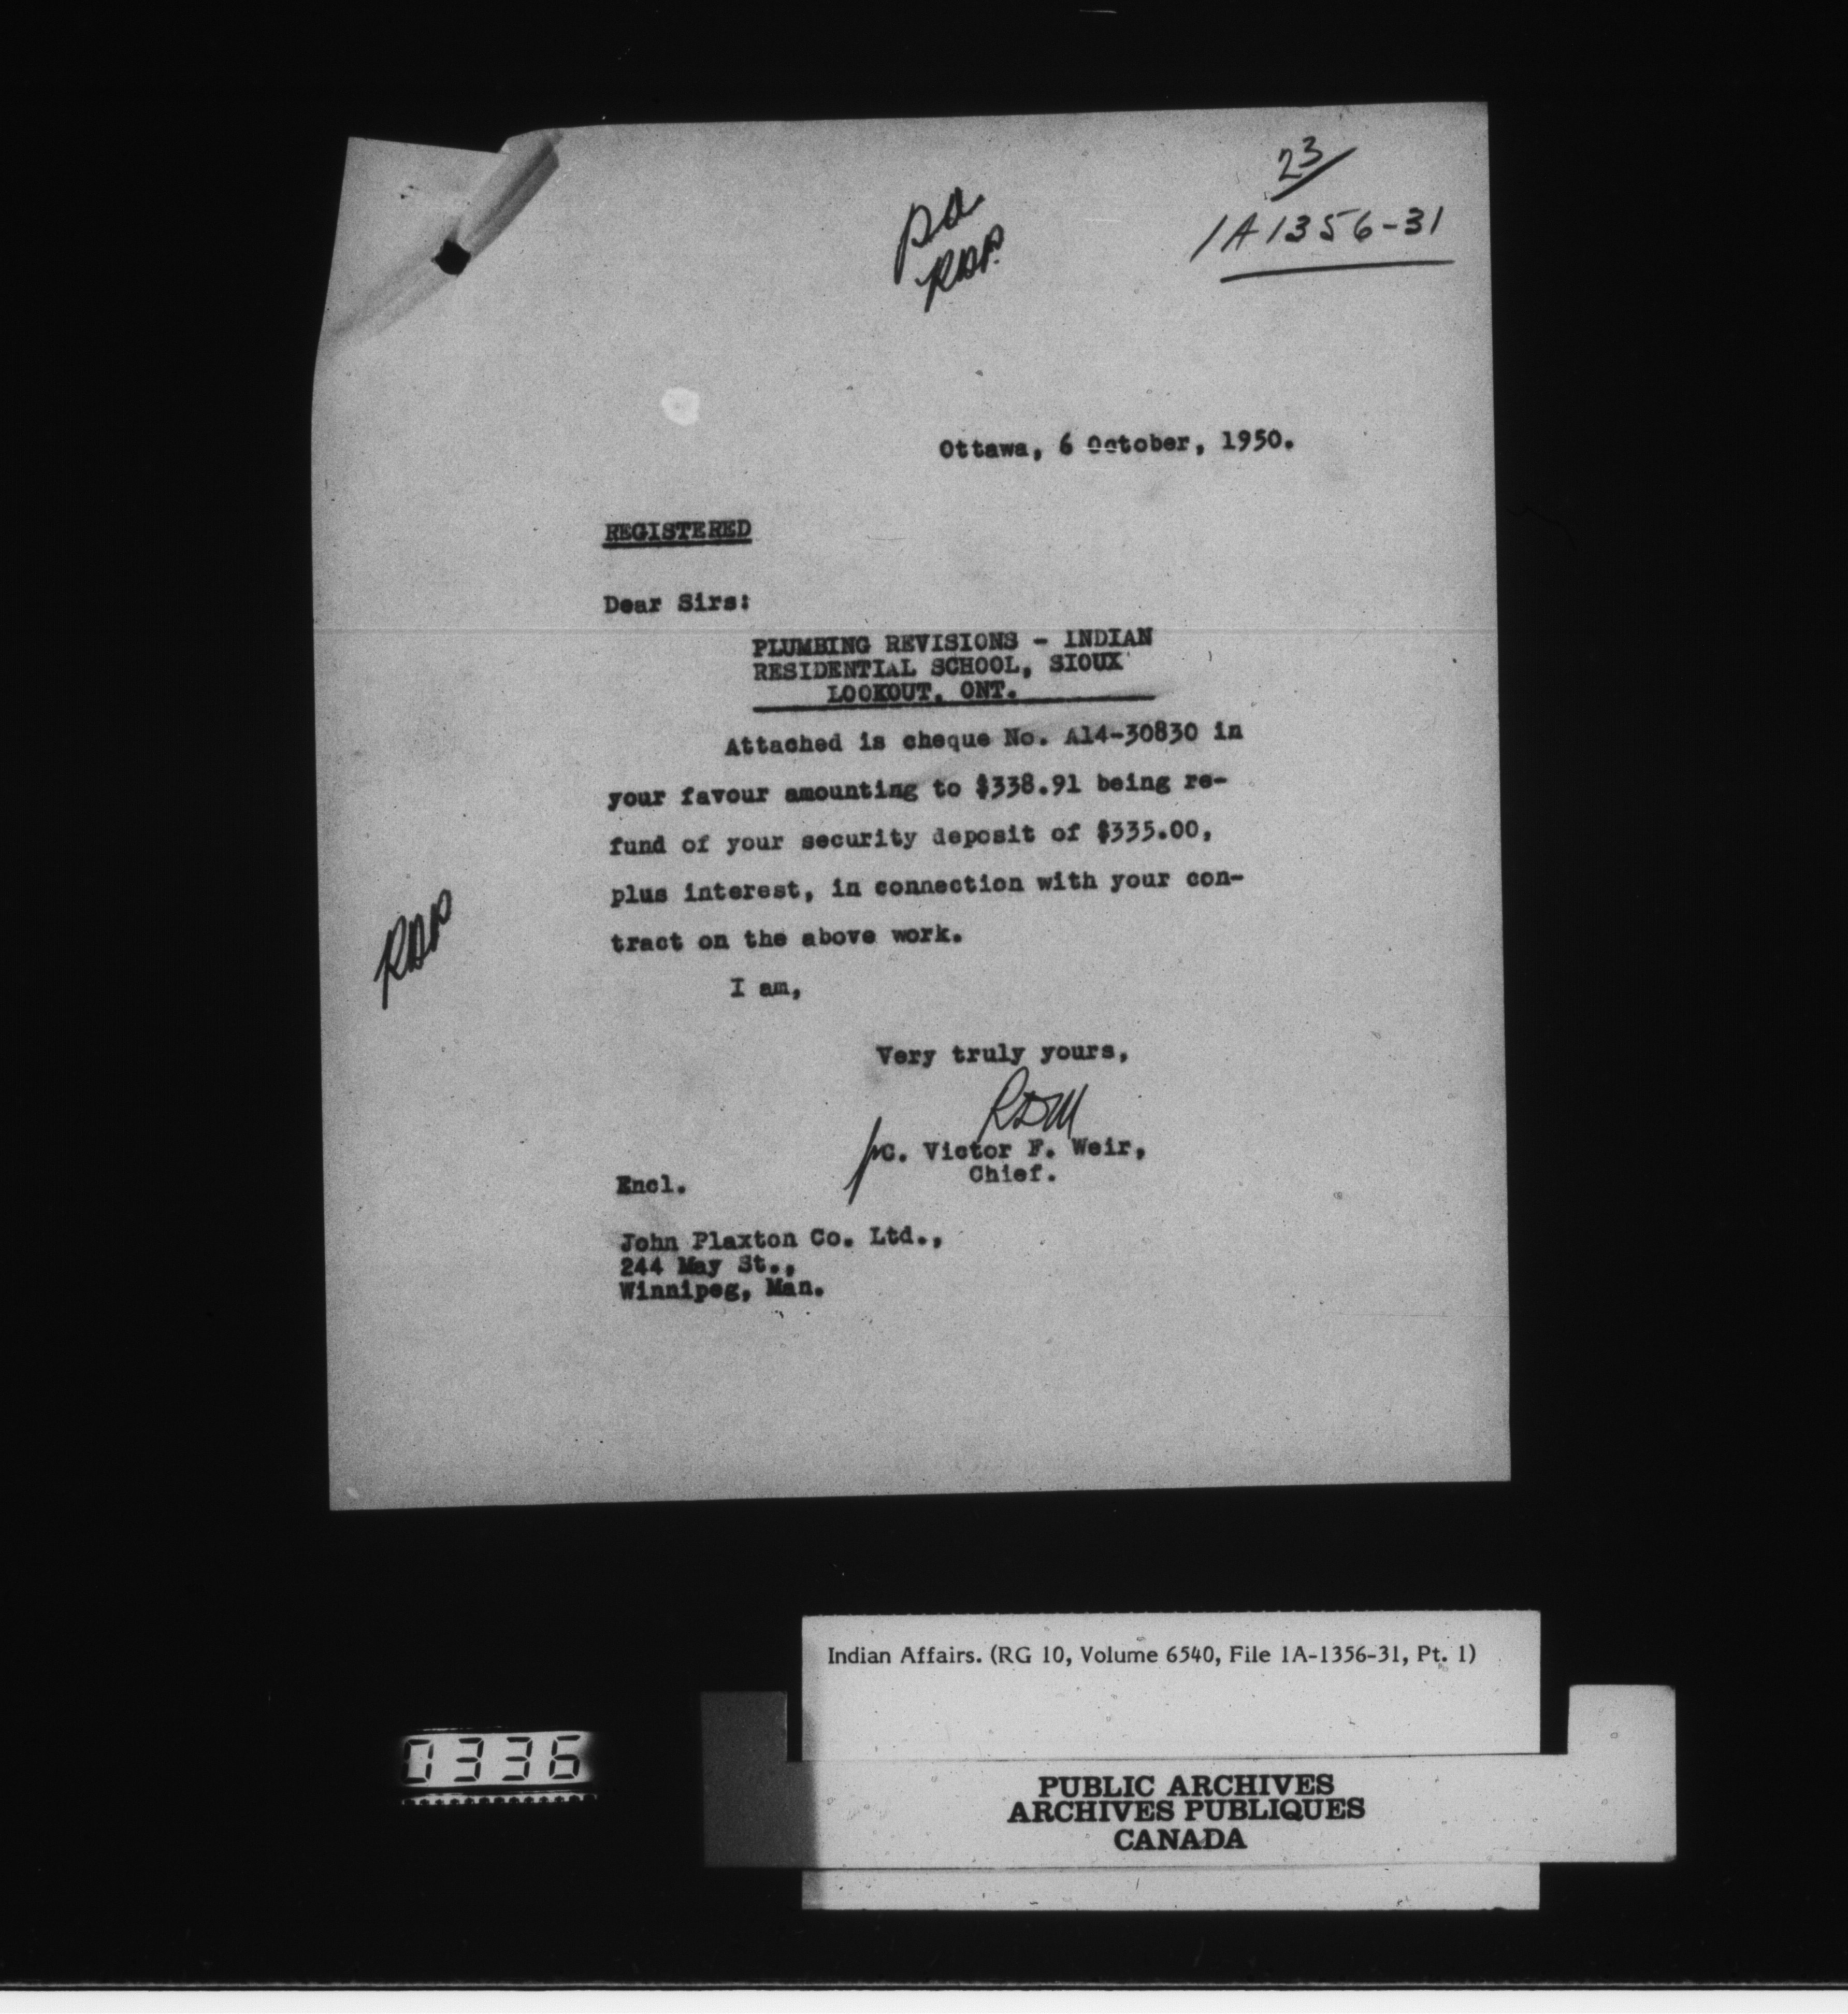 23
1A1356-31
pa
RDP.
Ottawa, 6 October, 1950.
REGISTERED
Dear Sirs:
PLUMBING REVISIONS - INDIAN
RESIDENTIAL SCHOOL, SIOUX
LOOKOUT, ONT.
Attached is cheque No. A14-30830 in
your favour amounting to $338.91 being re-
fund of your security deposit of $335.00,
plus interest, in connection with your con-
tract on the above work.
RDP
I am,
Very truly yours,
RDM
C. Victor F. Weir,
Chief.
Encl.
John Plaxton Co. Ltd.,
244 May St.,
Winnipeg, Man.
Indian Affairs. (RG 10, Volume 6540, File 1A-1356-31, Pt. 1)
0336
PUBLIC ARCHIVES
ARCHIVES PUBLIQUES
CANADA